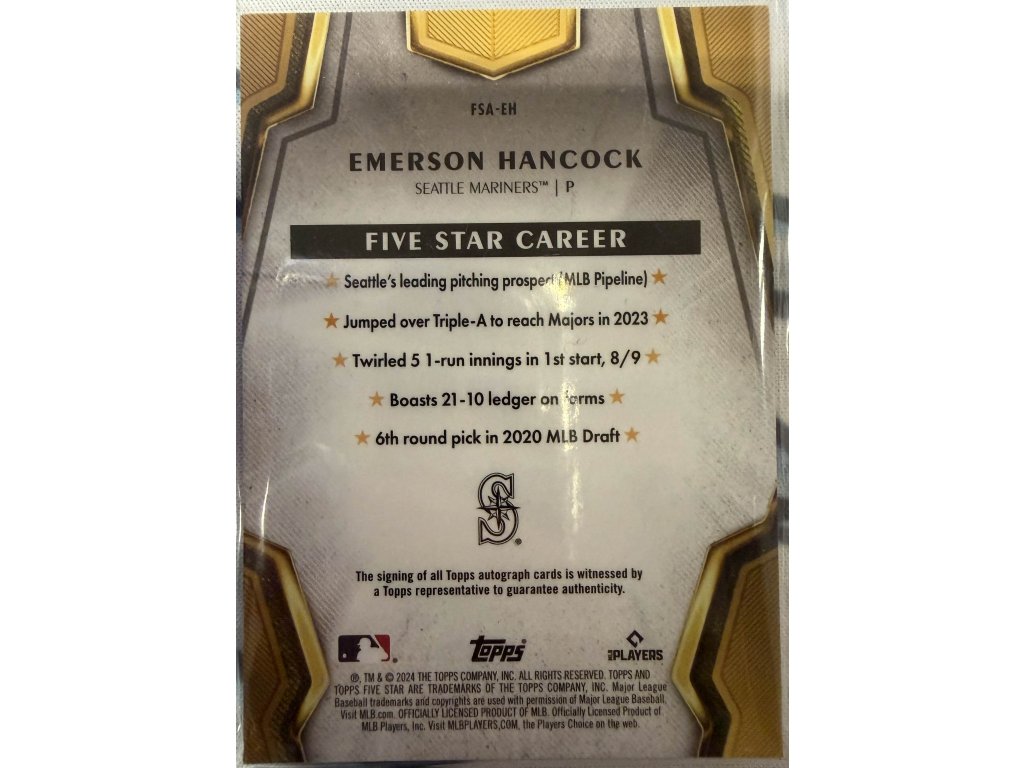 FSA-EH
EMERSON HANCOCK
SEATTLE MARINERS™ | P
FIVE STAR CAREER
★ Seattle's leading pitching prospect (MLB Pipeline) ★
★ Jumped over Triple-A to reach Majors in 2023 ★
★ Twirled 5 1-run innings in 1st start, 8/9 ★
★ Boasts 21-10 ledger on farms ★
★ 6th round pick in 2020 MLB Draft ★
S
®
The signing of all Topps autograph cards is witnessed by
a Topps representative to guarantee authenticity.
® Topps PLAYERS
®, TM & © 2024 THE TOPPS COMPANY, INC. ALL RIGHTS RESERVED. TOPPS AND
TOPPS FIVE STAR ARE TRADEMARKS OF THE TOPPS COMPANY, INC. Major League
Baseball trademarks and copyrights are used with permission of Major League Baseball.
Visit MLB.com. OFFICIALLY LICENSED PRODUCT OF MLB. Officially Licensed Product of
MLB Players, Inc. Visit MLBPLAYERS.COM, the Players Choice on the web.